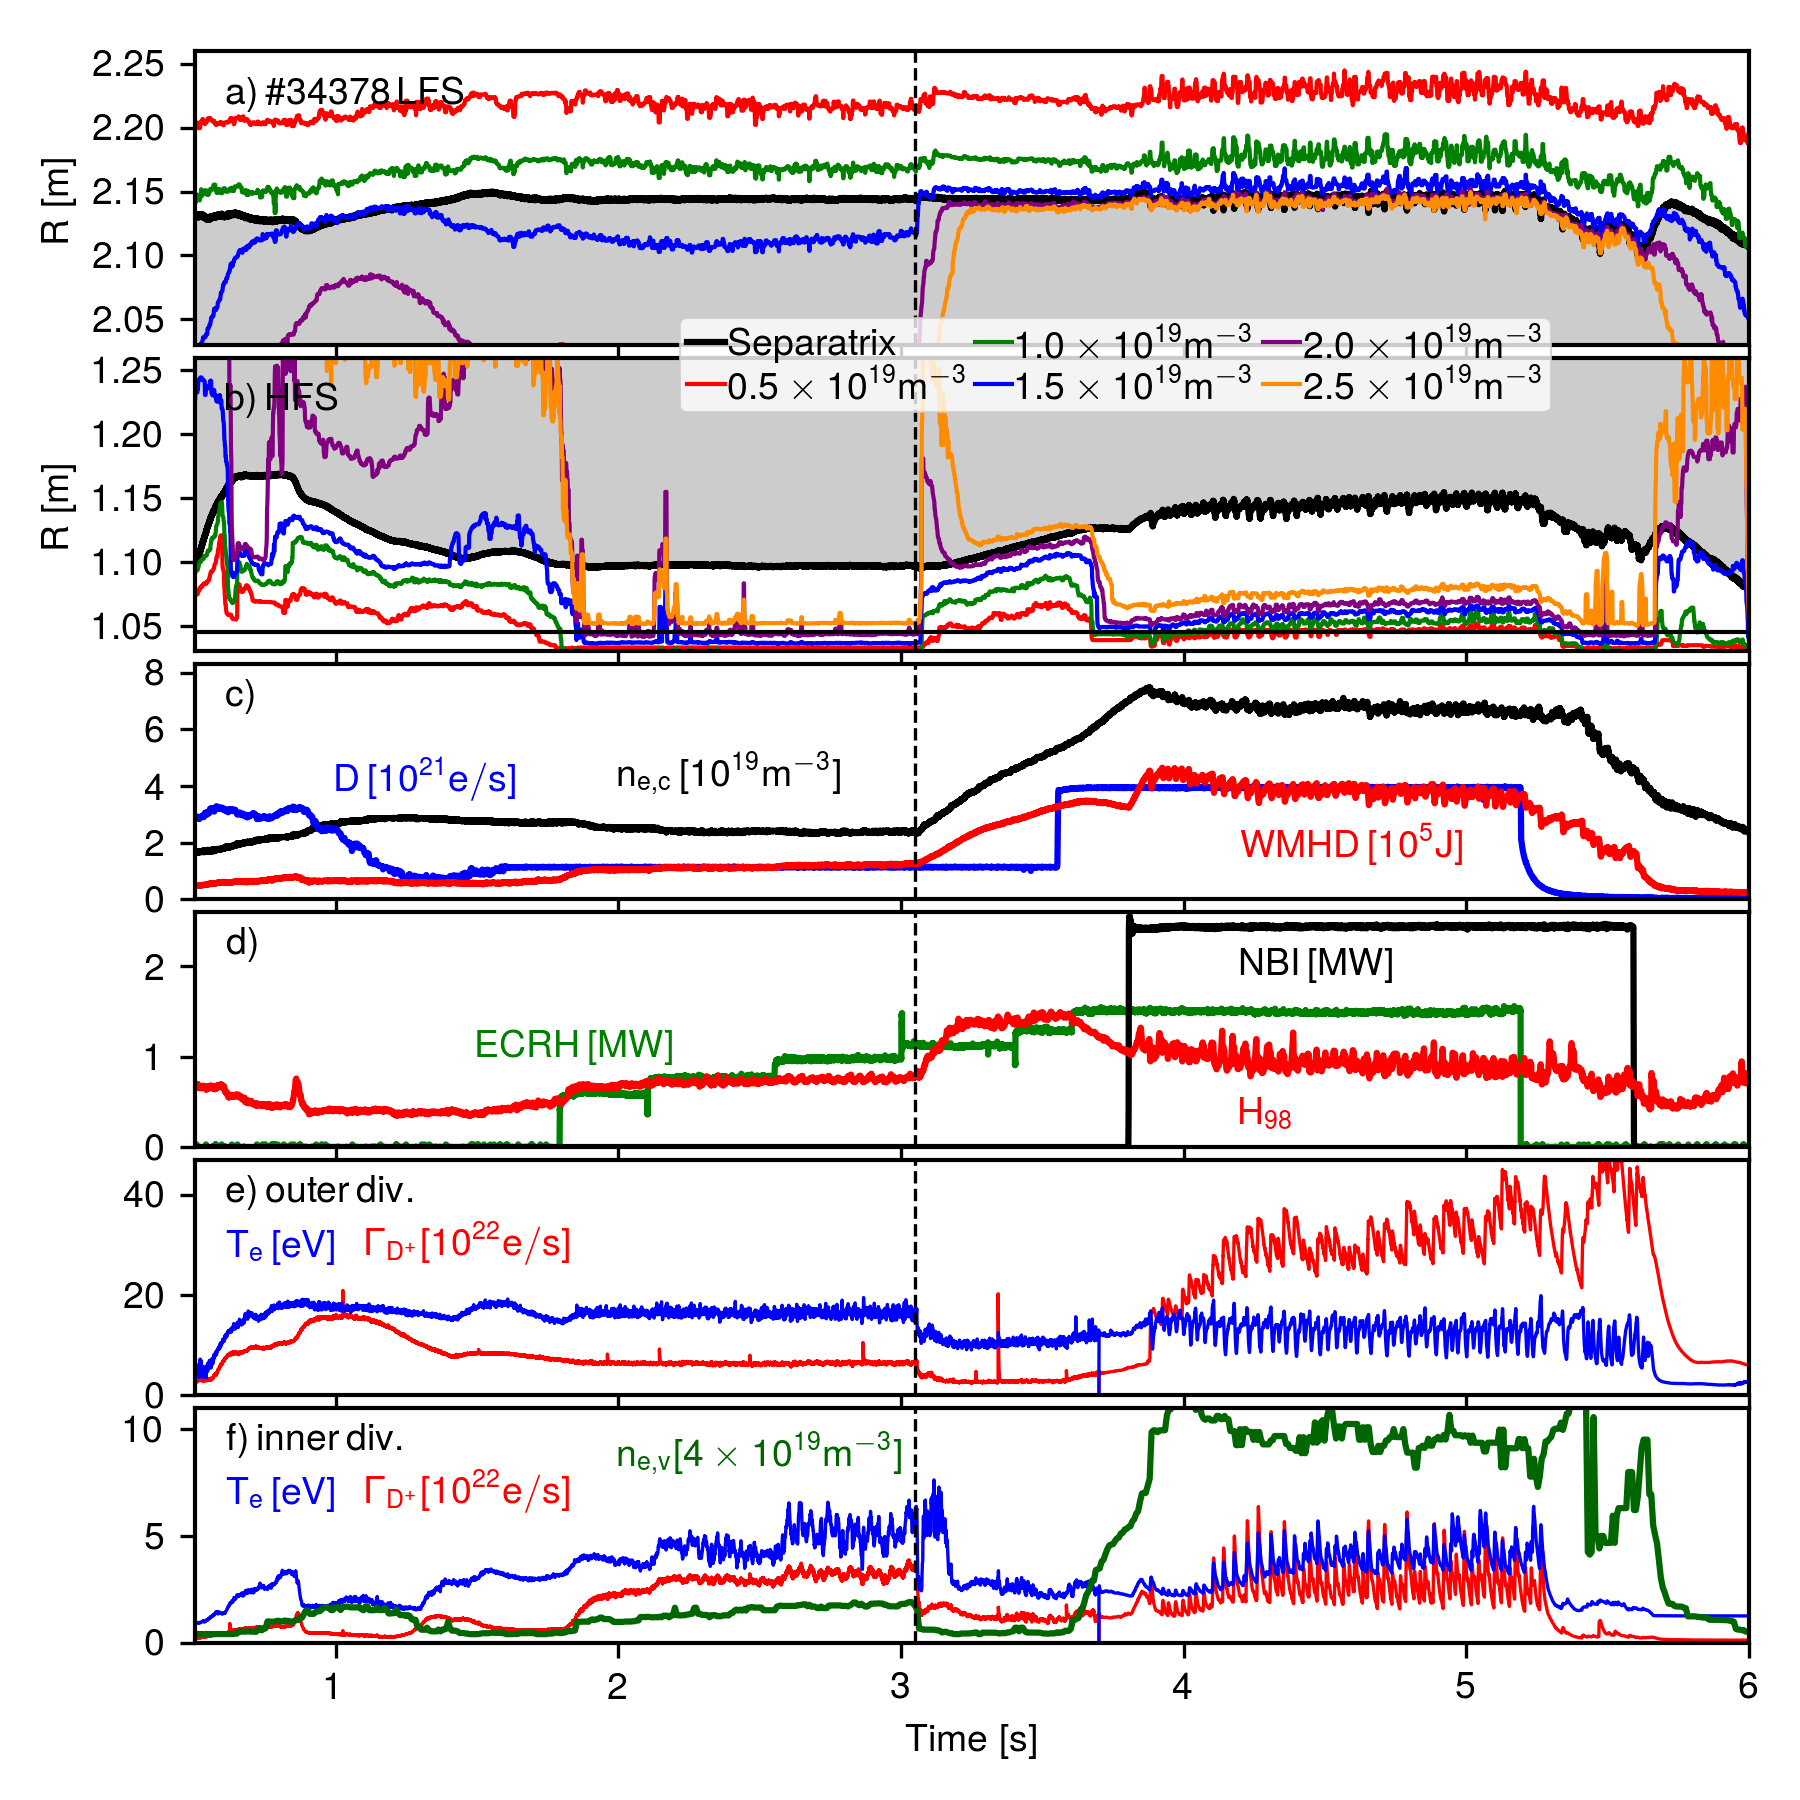 2.25
a) #34378 LFS
2.20
2.15
R [m]
2.10
2.05
Separatrix
1.0 × 10¹⁹m⁻³
2.0 × 10¹⁹m⁻³
0.5 × 10¹⁹m⁻³
1.5 × 10¹⁹m⁻³
2.5 × 10¹⁹m⁻³
1.25
b) HFS
1.20
1.15
R [m]
1.10
1.05
8
c)
6
D [10²¹e/s]
nₑ,c [10¹⁹m⁻³]
4
2
WMHD [10⁵J]
0
d)
2
NBI [MW]
ECRH [MW]
1
H₉₈
0
e) outer div.
40
Tₑ [eV] Γ_D⁺ [10²²e/s]
20
0
f) inner div.
10
nₑ,ᵥ[4 × 10¹⁹m⁻³]
Tₑ [eV] Γ_D⁺ [10²²e/s]
5
0
1 2 3 4 5 6
Time [s]